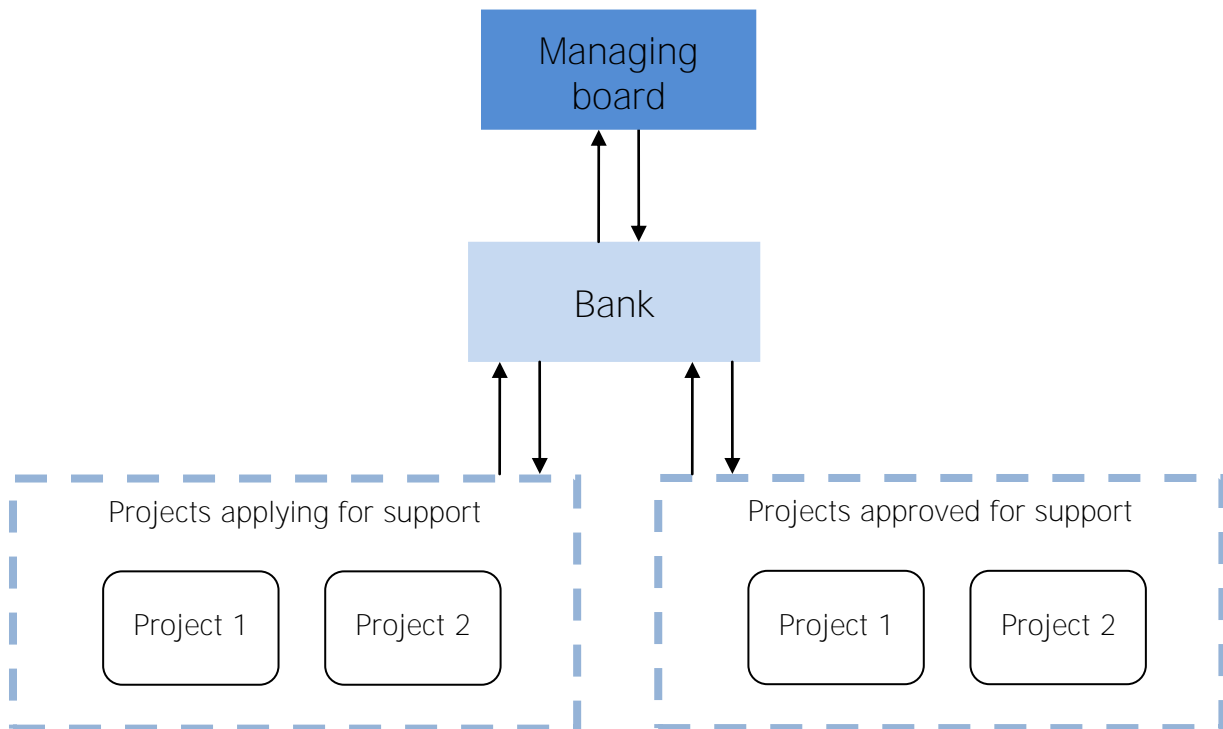 Managing
board
Bank
Projects applying for support
Projects approved for support
Project 1
Project 2
Project 1
Project 2